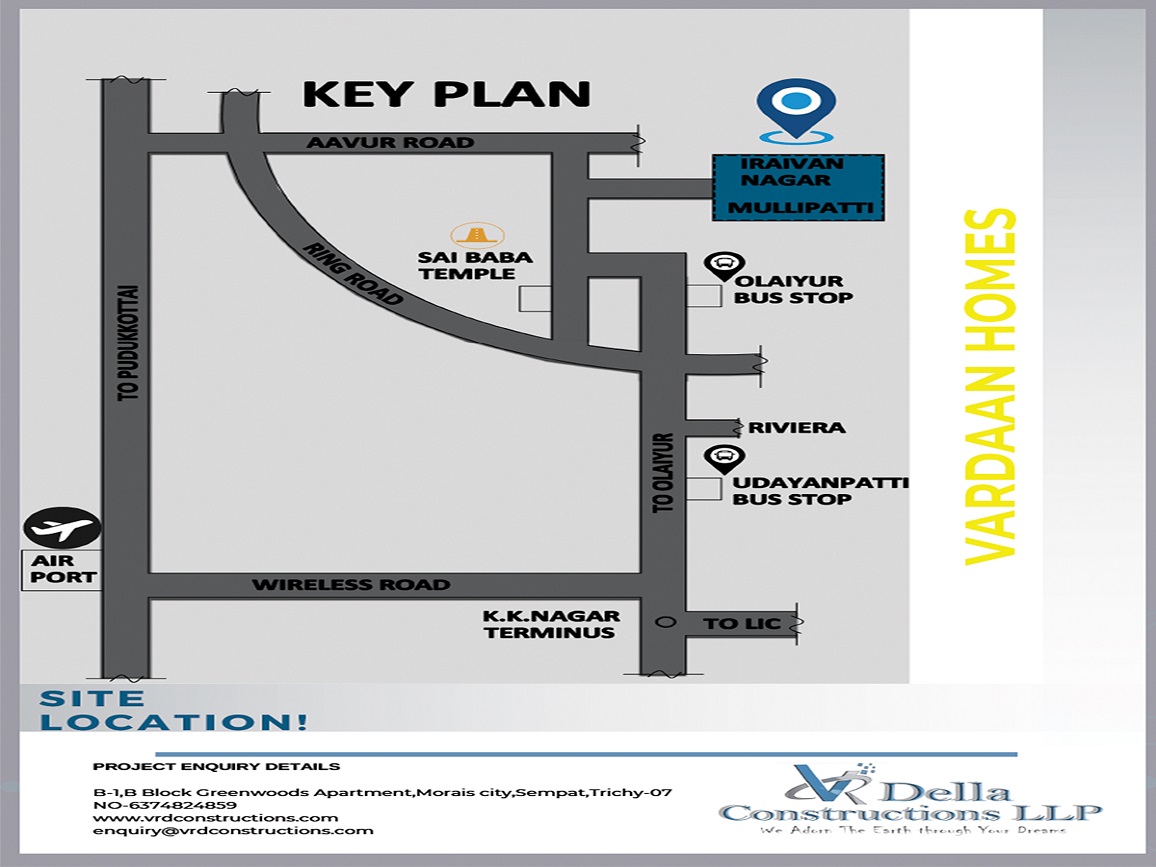 KEY PLAN
AAVUR ROAD
IRAIVAN
NAGAR
MULLIPATTI
RING ROAD
SAI BABA
TEMPLE
OLAIYUR
BUS STOP
TO PUDUKKOTTAI
RIVIERA
TO OLAIYUR
UDAYANPATTI
BUS STOP
AIR
PORT
WIRELESS ROAD
K.K.NAGAR
TERMINUS
TO LIC
VARDAAN HOMES
SITE
LOCATION!
PROJECT ENQUIRY DETAILS
B-1,B Block Greenwoods Apartment,Morais city,Sempat,Trichy-07
NO-6374824859
www.vrdconstructions.com
enquiry@vrdconstructions.com
VR Della
Constructions LLP
We Adorn The Earth through Your Dreams